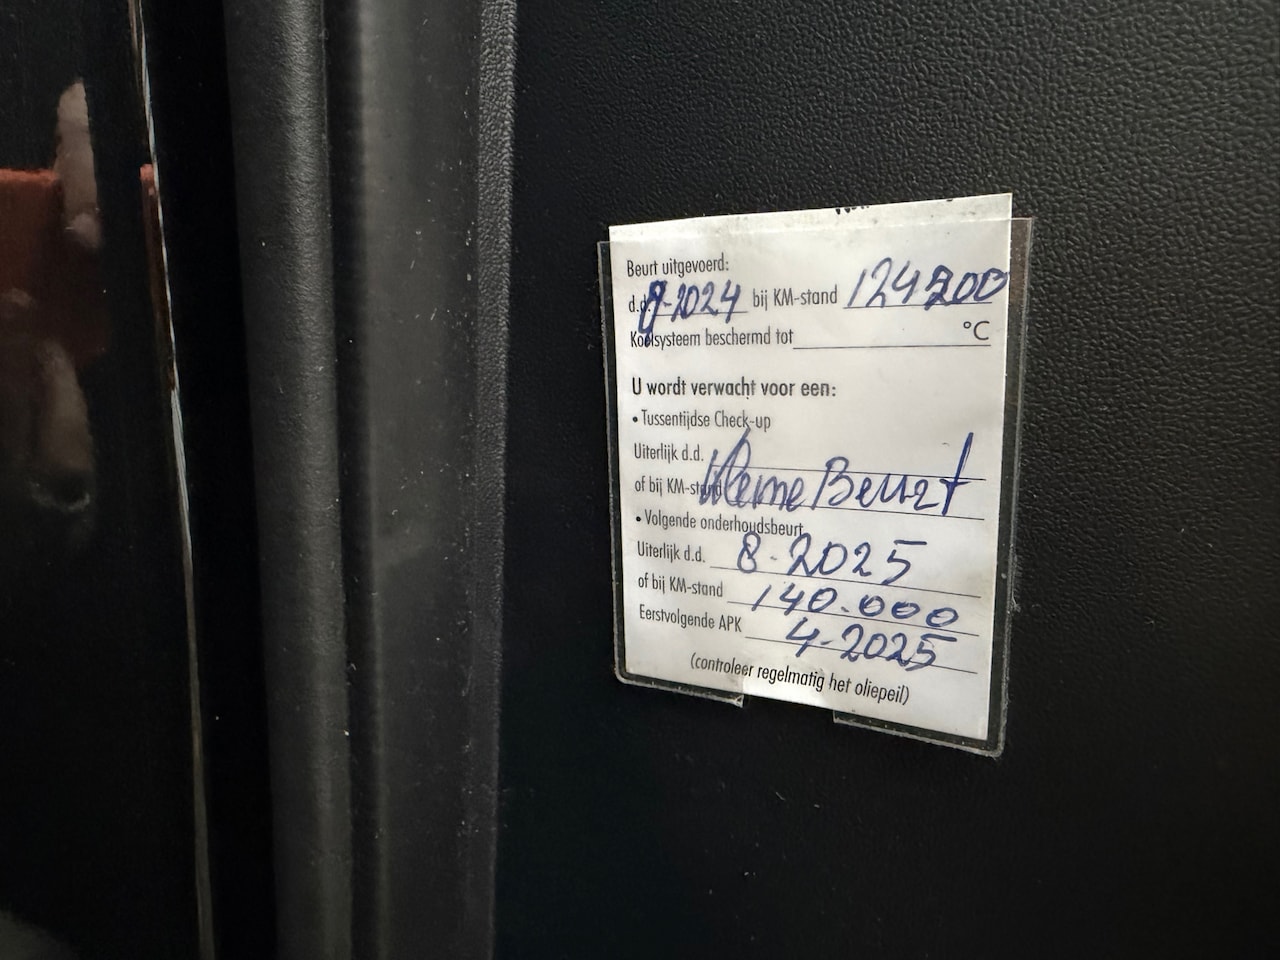 Beurt uitgevoerd:
d.d. 8-2024 bij KM-stand 124200
Koelsysteem beschermd tot °C
U wordt verwacht voor een:
• Tussentijdse Check-up
Uiterlijk d.d.
of bij KM-stand Kleine Beurt
• Volgende onderhoudsbeurt
Uiterlijk d.d. 8-2025
of bij KM-stand 140.000
Eerstvolgende APK 4-2025
(controleer regelmatig het oliepeil)